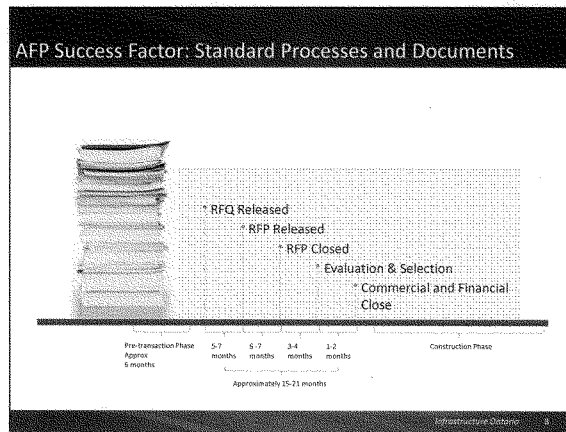 AFP Success Factor: Standard Processes and Documents
* RFQ Released
* RFP Released
* RFP Closed
* Evaluation & Selection
* Commercial and Financial
Close
Pre-transaction Phase
Approx
6 months
5-7
months
6-7
months
3-4
months
1-2
months
Construction Phase
Approximately 15-21 months
Infrastructure Ontario 8